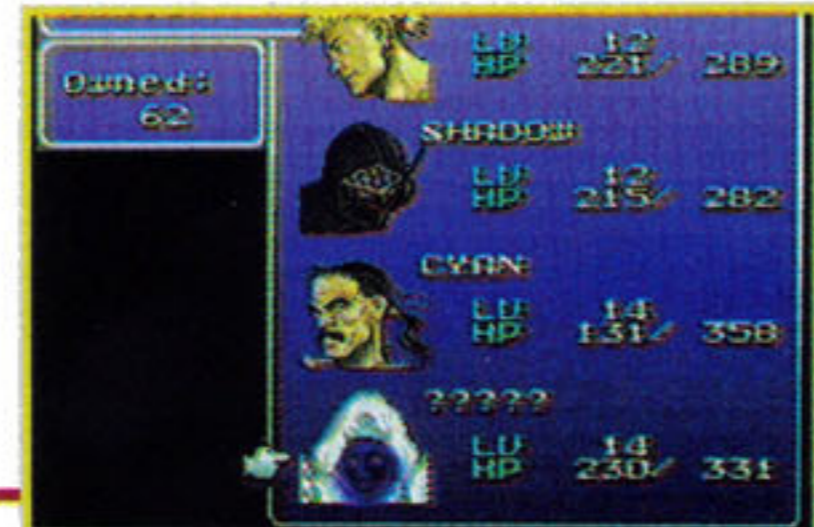 LV 12
Owned: HP 221/ 289
62
SHADOW
LV 12
HP 215/ 282
CYAN
LV 14
HP 131/ 358
?????
LV 14
HP 230/ 331